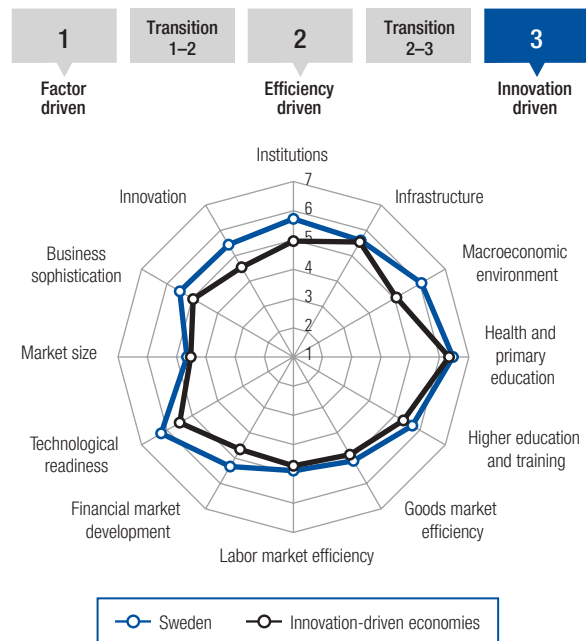 1
Transition
1–2
2
Transition
2–3
3
Factor
driven
Efficiency
driven
Innovation
driven
Institutions
7
6
5
4
3
2
1
Infrastructure
Macroeconomic
environment
Health and
primary
education
Higher education
and training
Goods market
efficiency
Labor market efficiency
Financial market
development
Technological
readiness
Market size
Business
sophistication
Innovation
Sweden
Innovation-driven economies